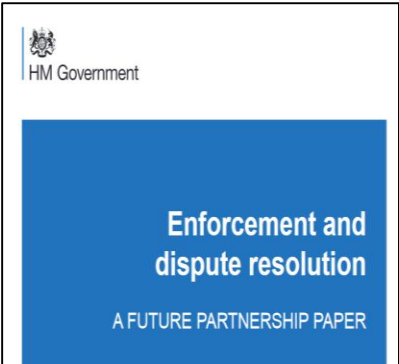 HM Government
Enforcement and
dispute resolution
A FUTURE PARTNERSHIP PAPER